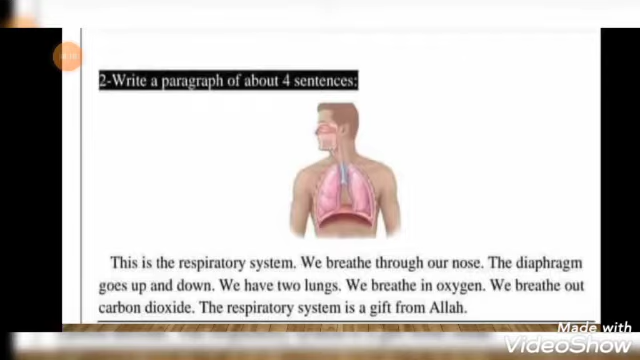 2-Write a paragraph of about 4 sentences:
This is the respiratory system. We breathe through our nose. The diaphragm
goes up and down. We have two lungs. We breathe in oxygen. We breathe out
carbon dioxide. The respiratory system is a gift from Allah.
Made with
VideoShow